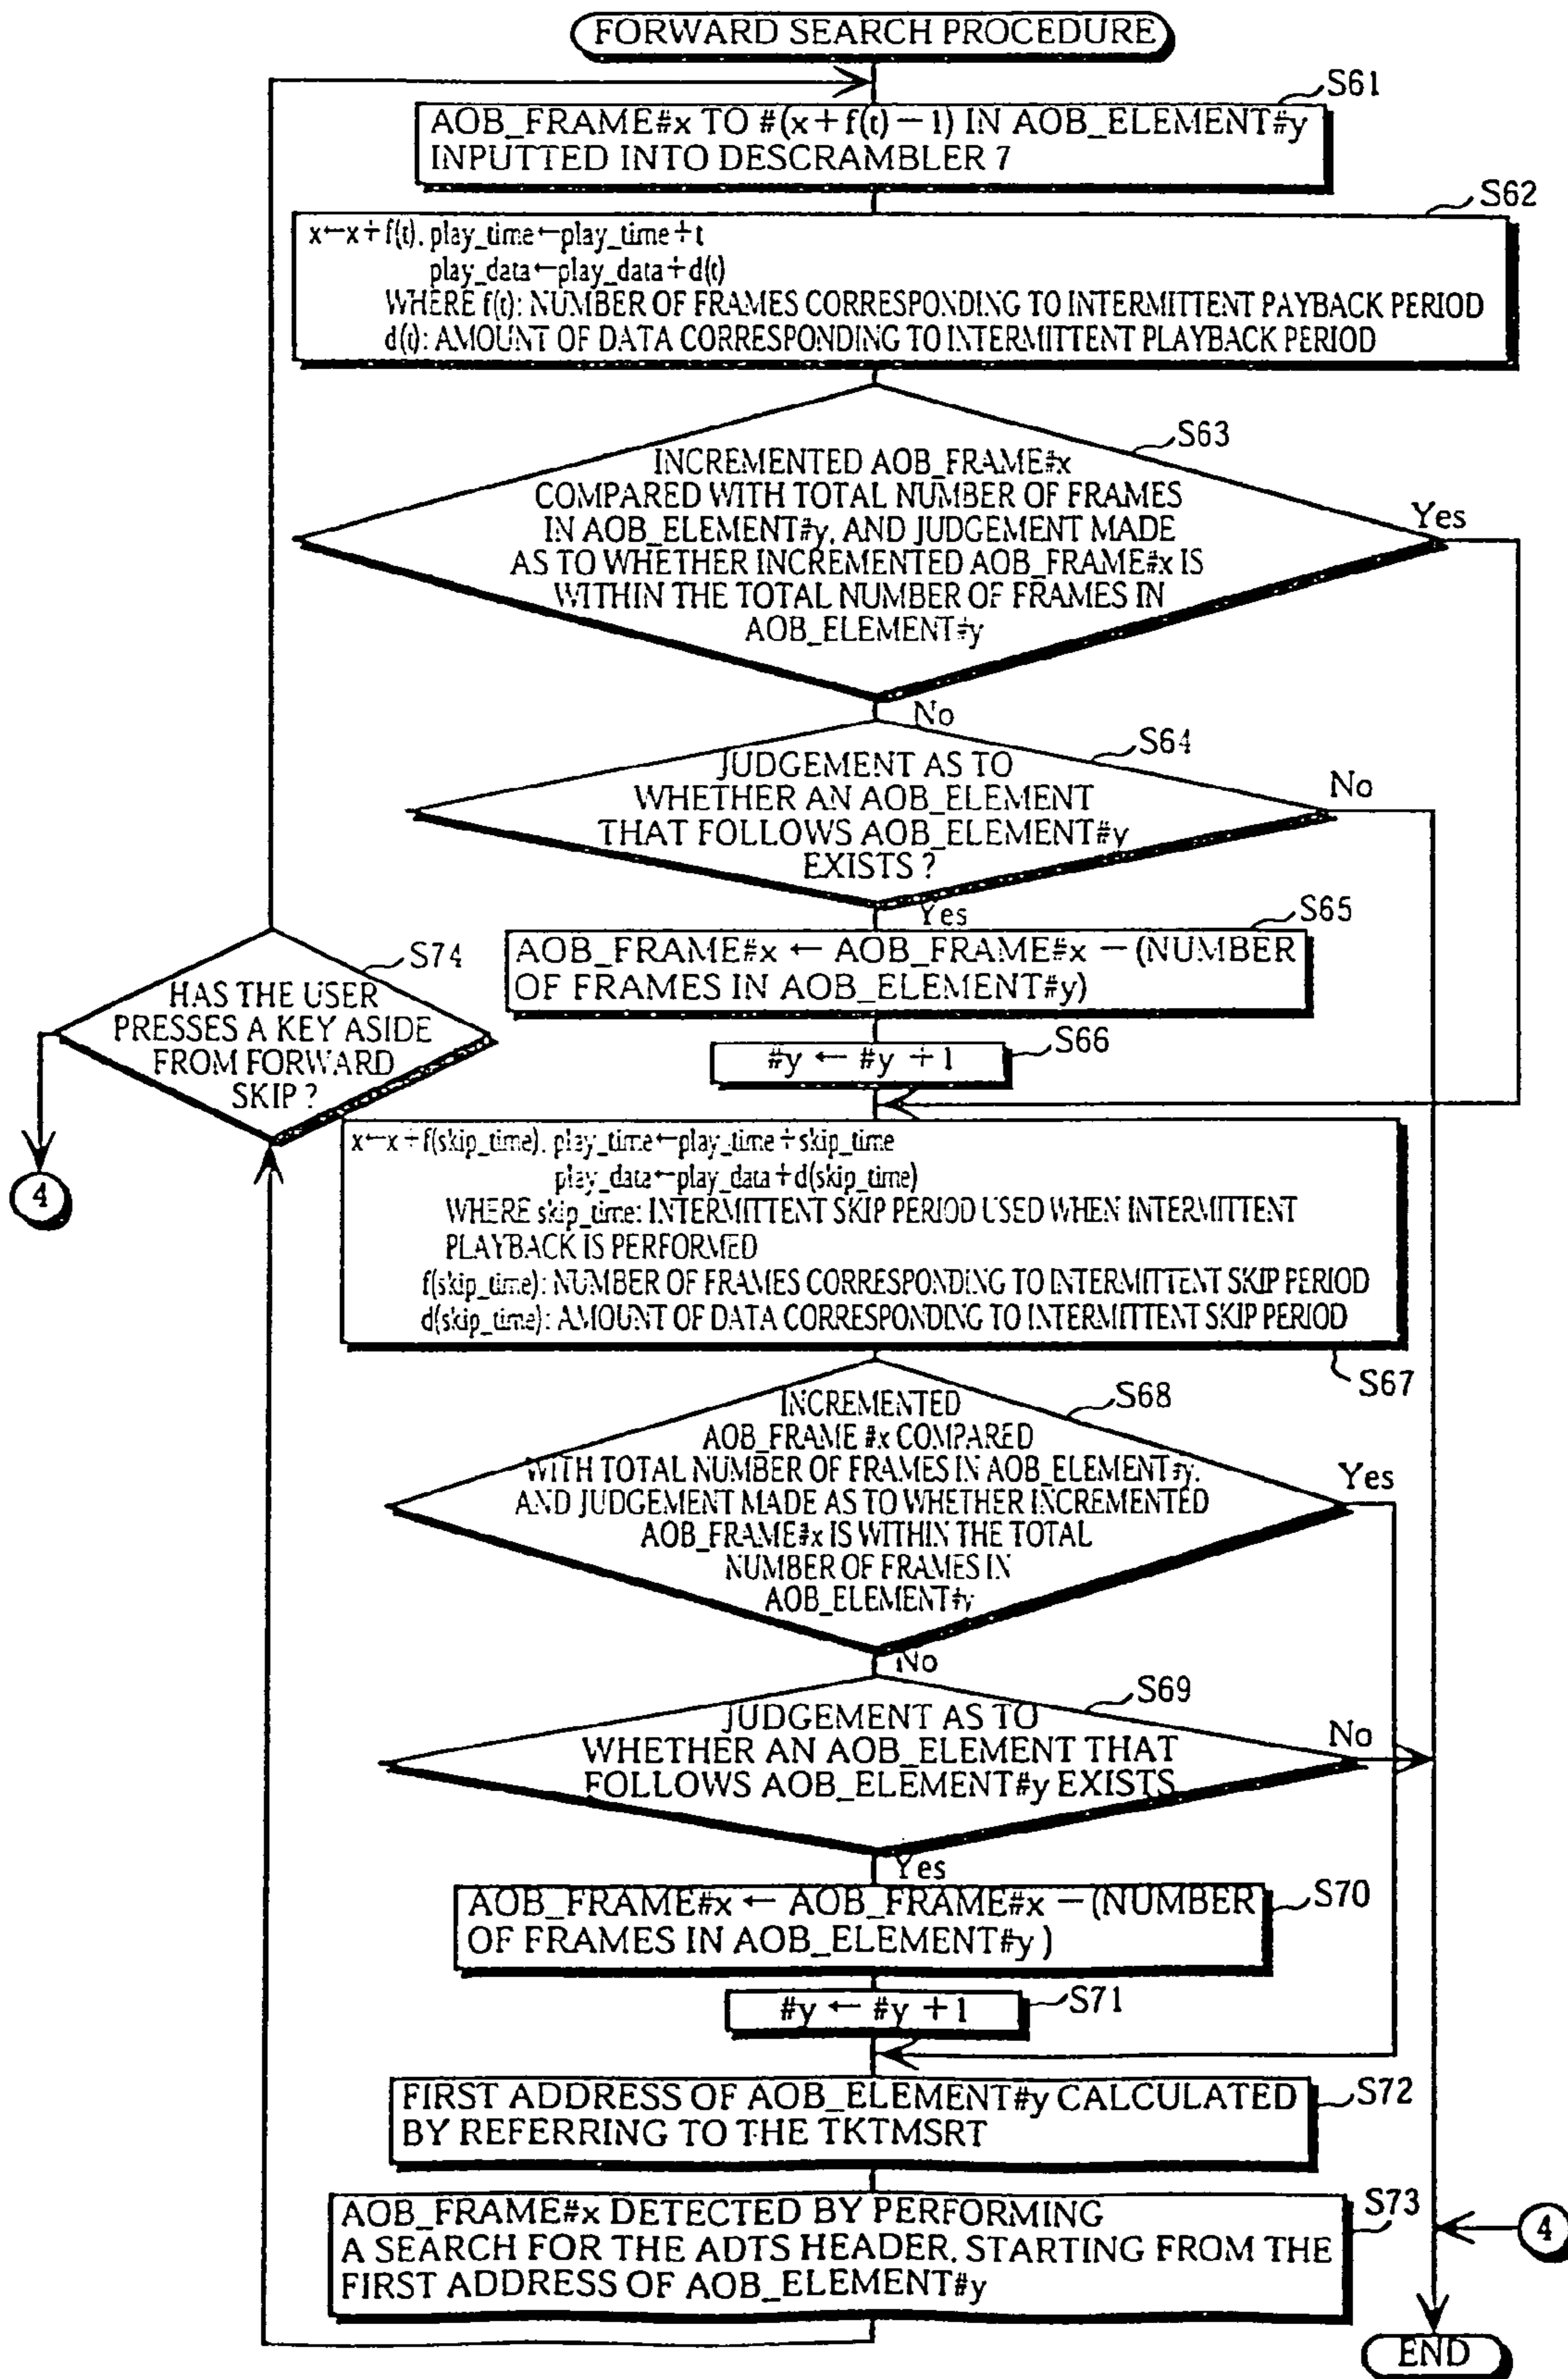 FORWARD SEARCH PROCEDURE
S61
AOB_FRAME#x TO #(x+f(t)−1) IN AOB_ELEMENT#y
INPUTTED INTO DESCRAMBLER 7
S62
x←x+f(t), play_time←play_time+t
play_data←play_data+d(t)
WHERE f(t): NUMBER OF FRAMES CORRESPONDING TO INTERMITTENT PAYBACK PERIOD
d(t): AMOUNT OF DATA CORRESPONDING TO INTERMITTENT PLAYBACK PERIOD
S63
INCREMENTED AOB_FRAME#x
COMPARED WITH TOTAL NUMBER OF FRAMES
IN AOB_ELEMENT#y, AND JUDGEMENT MADE
AS TO WHETHER INCREMENTED AOB_FRAME#x IS
WITHIN THE TOTAL NUMBER OF FRAMES IN
AOB_ELEMENT#y
Yes
No
S64
JUDGEMENT AS TO
WHETHER AN AOB_ELEMENT
THAT FOLLOWS AOB_ELEMENT#y
EXISTS ?
No
Yes
S65
AOB_FRAME#x ← AOB_FRAME#x − (NUMBER
OF FRAMES IN AOB_ELEMENT#y)
S66
#y ← #y +1
S74
HAS THE USER
PRESSES A KEY ASIDE
FROM FORWARD
SKIP ?
4
x←x+f(skip_time), play_time←play_time+skip_time
play_data←play_data+d(skip_time)
WHERE skip_time: INTERMITTENT SKIP PERIOD USED WHEN INTERMITTENT
PLAYBACK IS PERFORMED
f(skip_time): NUMBER OF FRAMES CORRESPONDING TO INTERMITTENT SKIP PERIOD
d(skip_time): AMOUNT OF DATA CORRESPONDING TO INTERMITTENT SKIP PERIOD
S67
S68
INCREMENTED
AOB_FRAME #x COMPARED
WITH TOTAL NUMBER OF FRAMES IN AOB_ELEMENT#y,
AND JUDGEMENT MADE AS TO WHETHER INCREMENTED
AOB_FRAME#x IS WITHIN THE TOTAL
NUMBER OF FRAMES IN
AOB_ELEMENT#y
Yes
No
S69
JUDGEMENT AS TO
WHETHER AN AOB_ELEMENT THAT
FOLLOWS AOB_ELEMENT#y EXISTS
No
Yes
S70
AOB_FRAME#x ← AOB_FRAME#x − (NUMBER
OF FRAMES IN AOB_ELEMENT#y )
S71
#y ← #y +1
S72
FIRST ADDRESS OF AOB_ELEMENT#y CALCULATED
BY REFERRING TO THE TKTMSRT
S73
AOB_FRAME#x DETECTED BY PERFORMING
A SEARCH FOR THE ADTS HEADER, STARTING FROM THE
FIRST ADDRESS OF AOB_ELEMENT#y
4
END